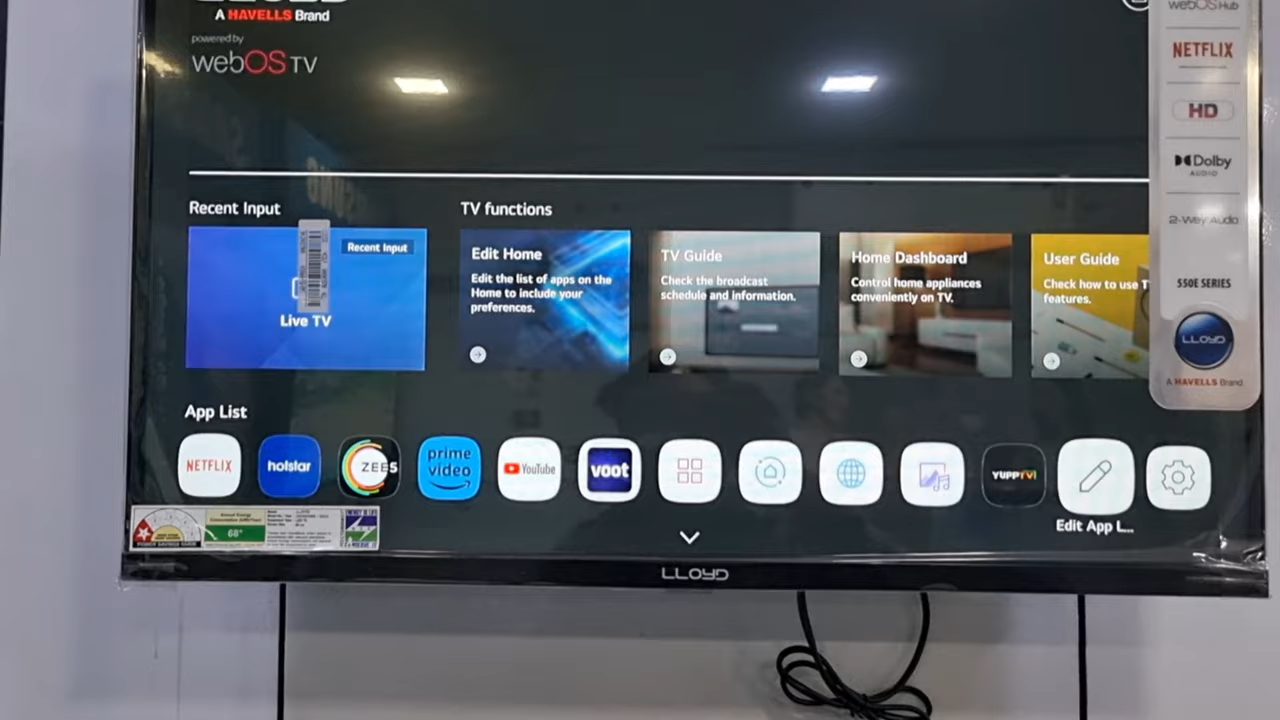 A HAVELLS Brand
powered by
webOS TV
webOS Hub
NETFLIX
HD
Dolby
AUDIO
2-Way Audio
550E SERIES
LLOYD
A HAVELLS Brand
Recent Input
Recent Input
Live TV
TV functions
Edit Home
Edit the list of apps on the
Home to include your
preferences.
TV Guide
Check the broadcast
schedule and information.
Home Dashboard
Control home appliances
conveniently on TV.
User Guide
Check how to use T
features.
App List
NETFLIX
hotstar
ZEE5
prime
video
YouTube
voot
YUPPTV
Edit App L...
68*
LLOYD